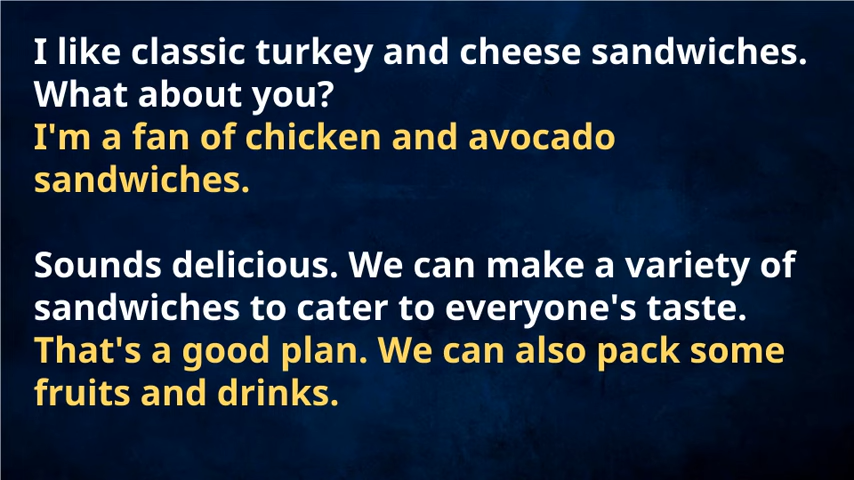 I like classic turkey and cheese sandwiches.
What about you?
I'm a fan of chicken and avocado
sandwiches.
Sounds delicious. We can make a variety of
sandwiches to cater to everyone's taste.
That's a good plan. We can also pack some
fruits and drinks.